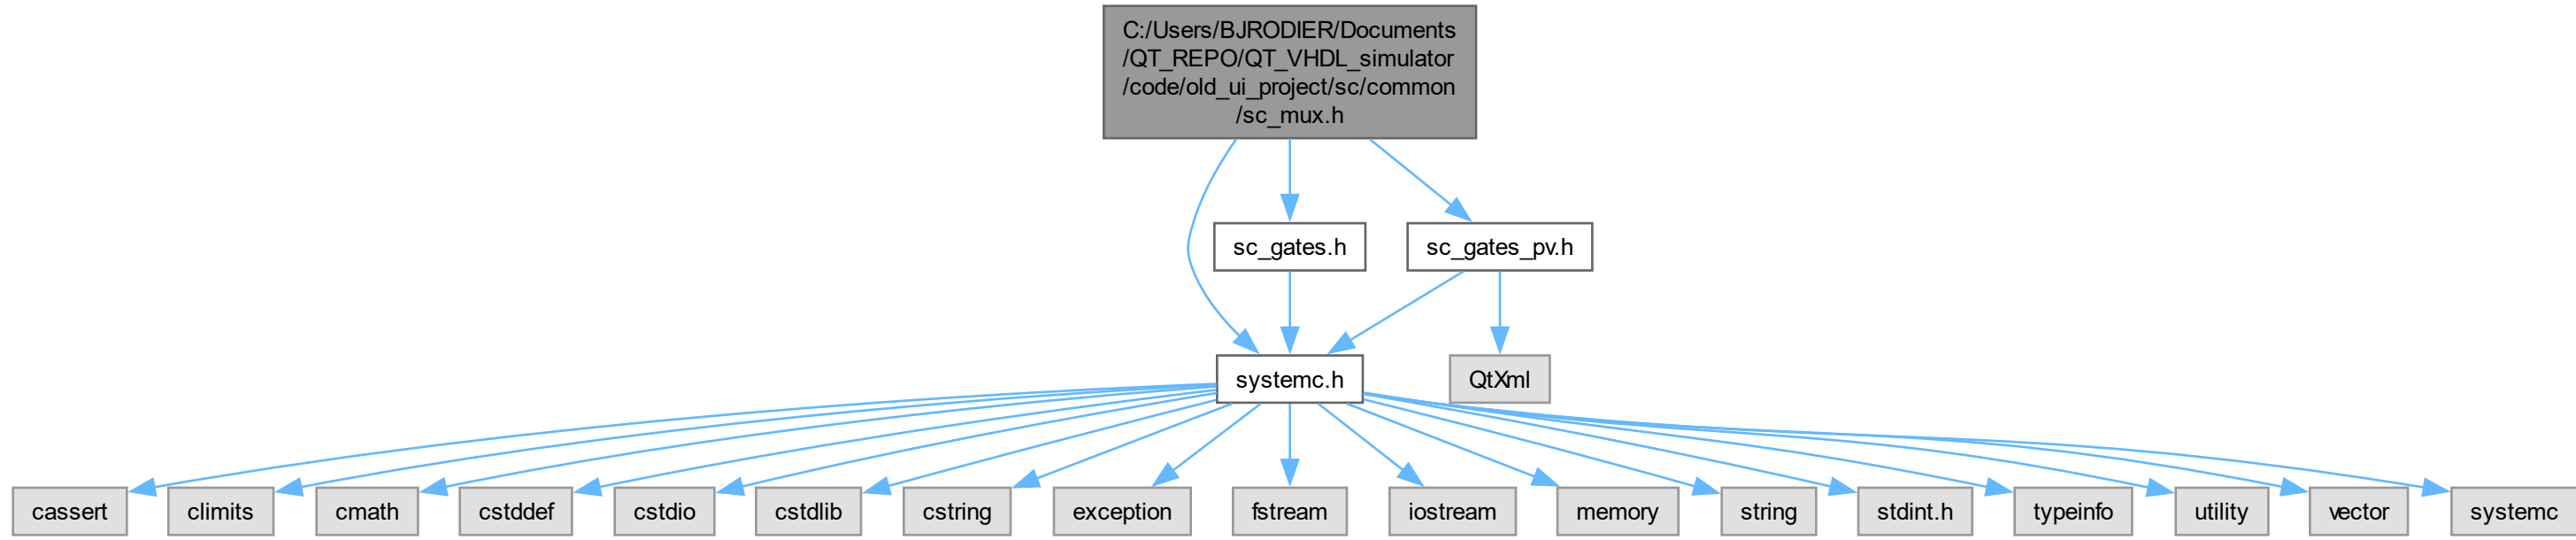 C:/Users/BJRODIER/Documents
/QT_REPO/QT_VHDL_simulator
/code/old_ui_project/sc/common
/sc_mux.h
sc_gates.h
sc_gates_pv.h
systemc.h
QtXml
cassert
climits
cmath
cstddef
cstdio
cstdlib
cstring
exception
fstream
iostream
memory
string
stdint.h
typeinfo
utility
vector
systemc